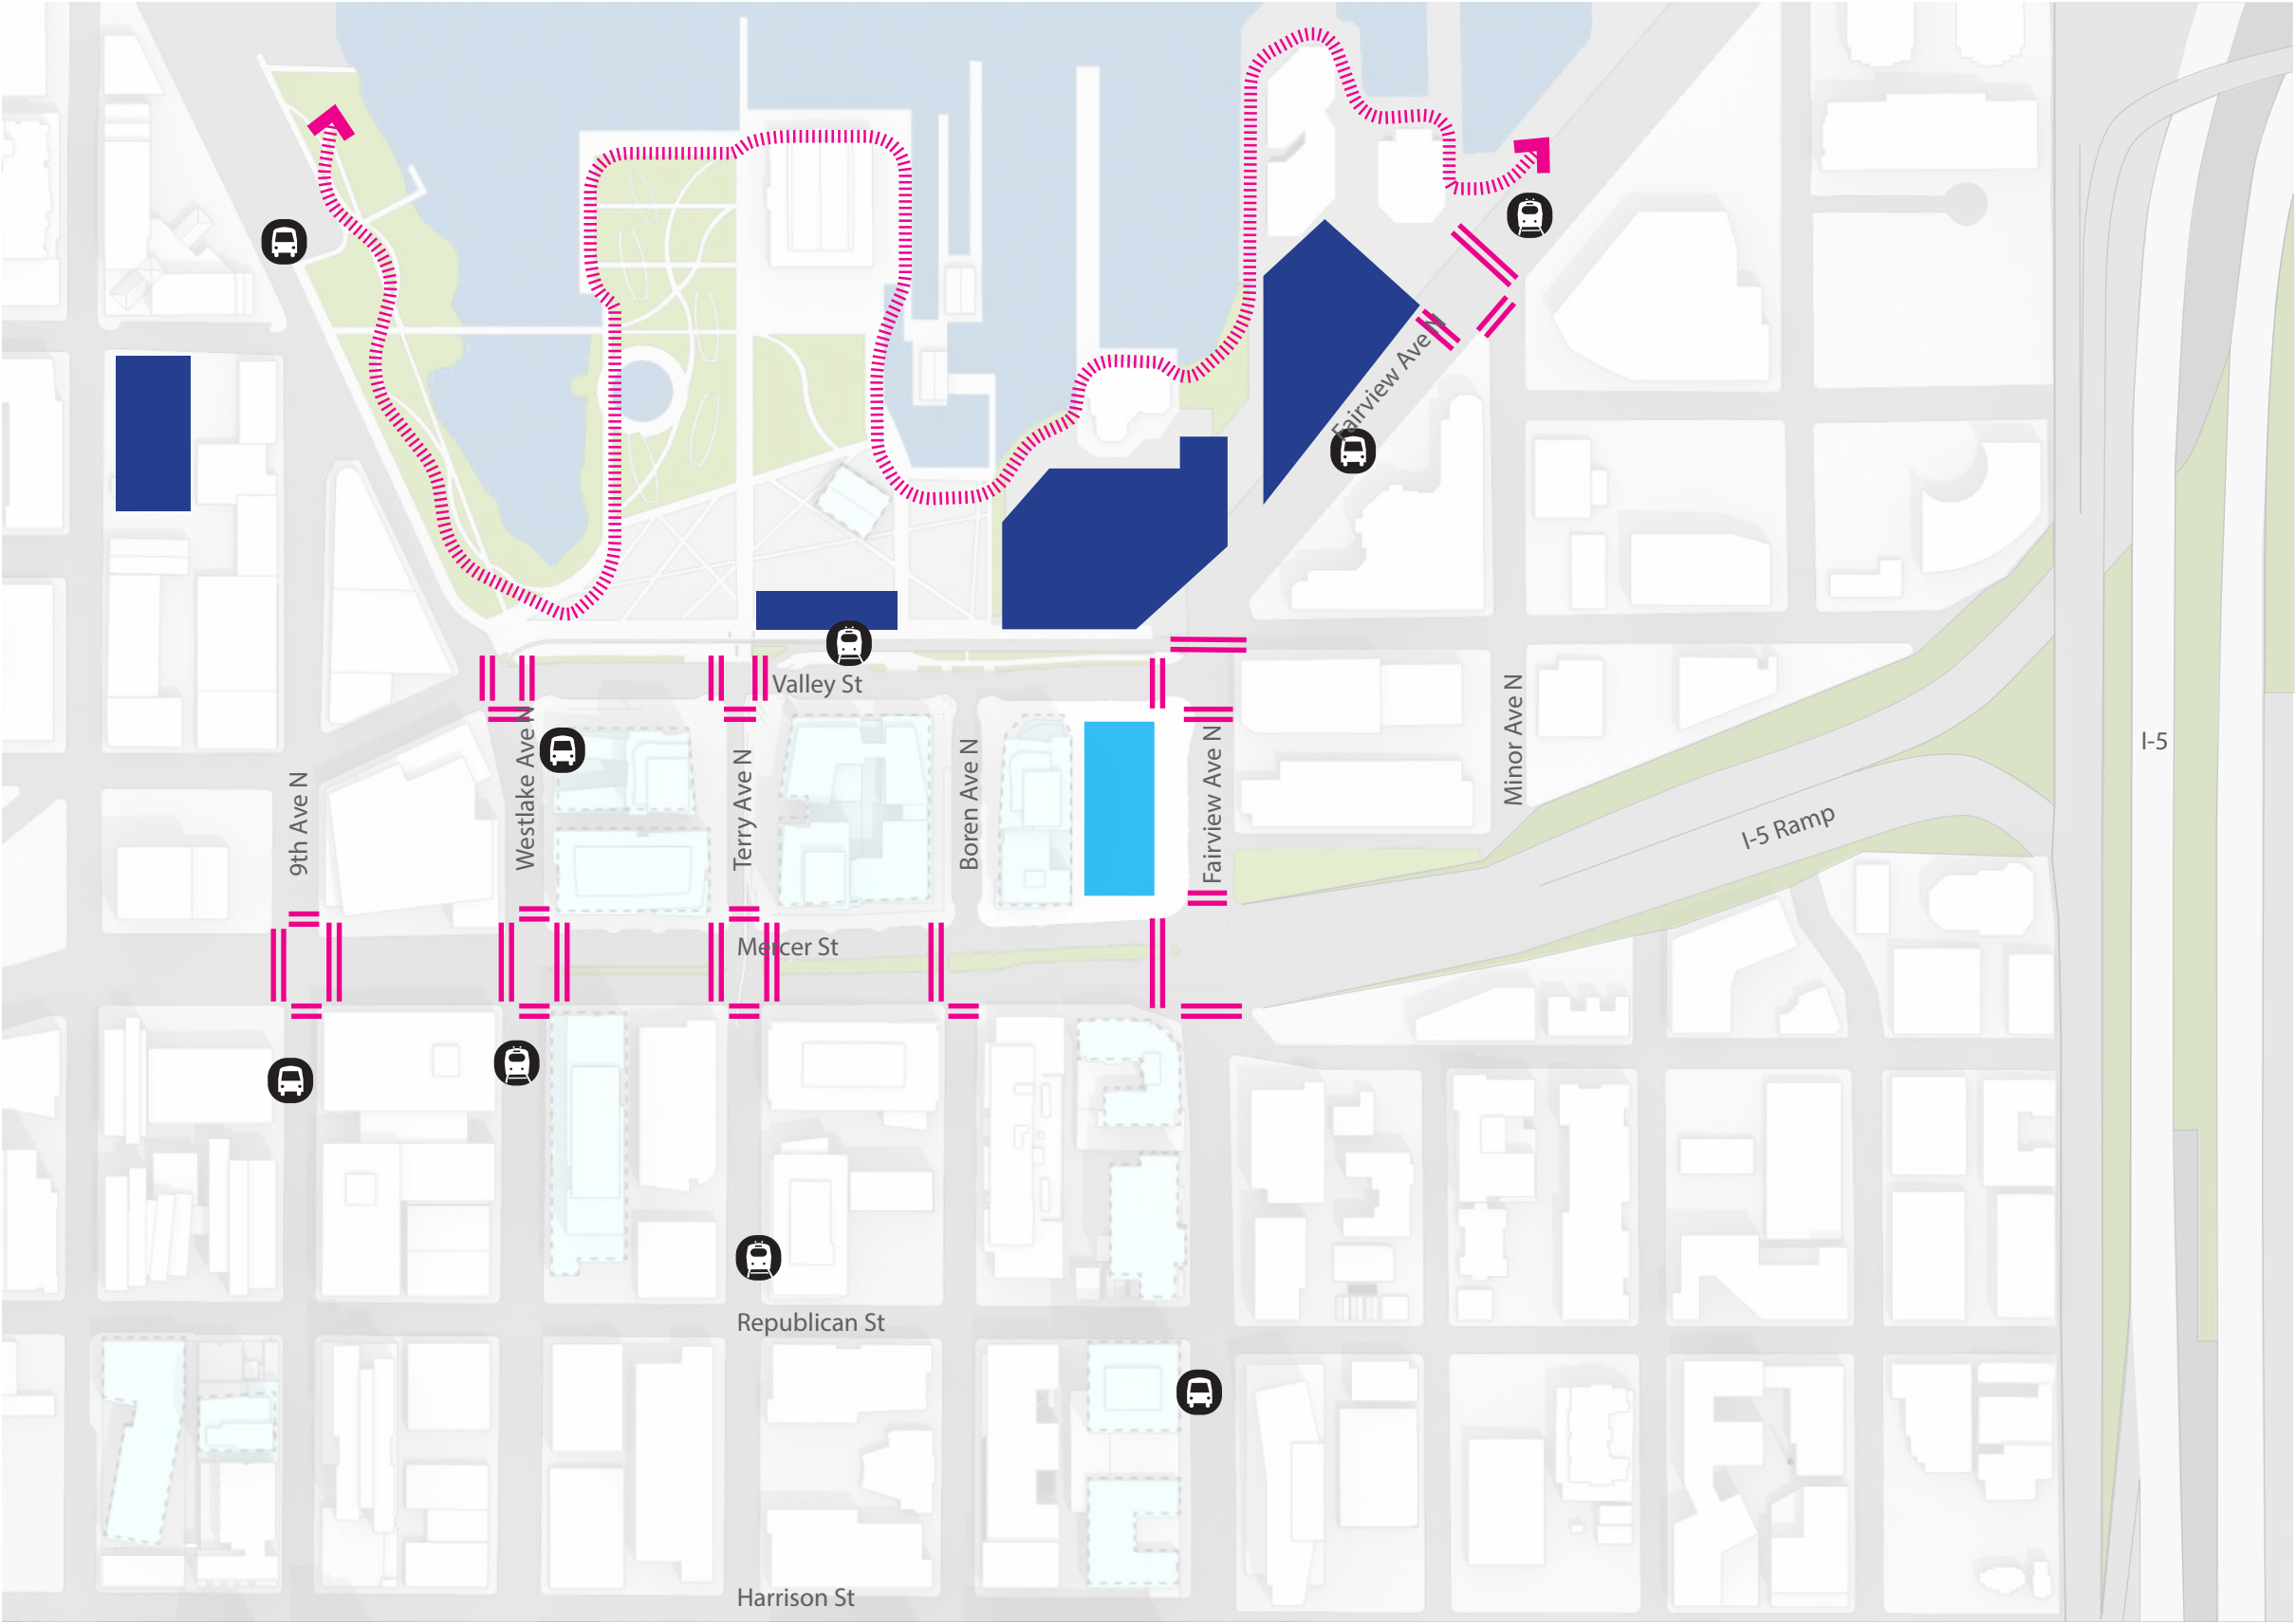 Fairview Ave N
Valley St
Westlake Ave N
Terry Ave N
Boren Ave N
Fairview Ave N
Minor Ave N
I-5
9th Ave N
I-5 Ramp
Mercer St
Republican St
Harrison St